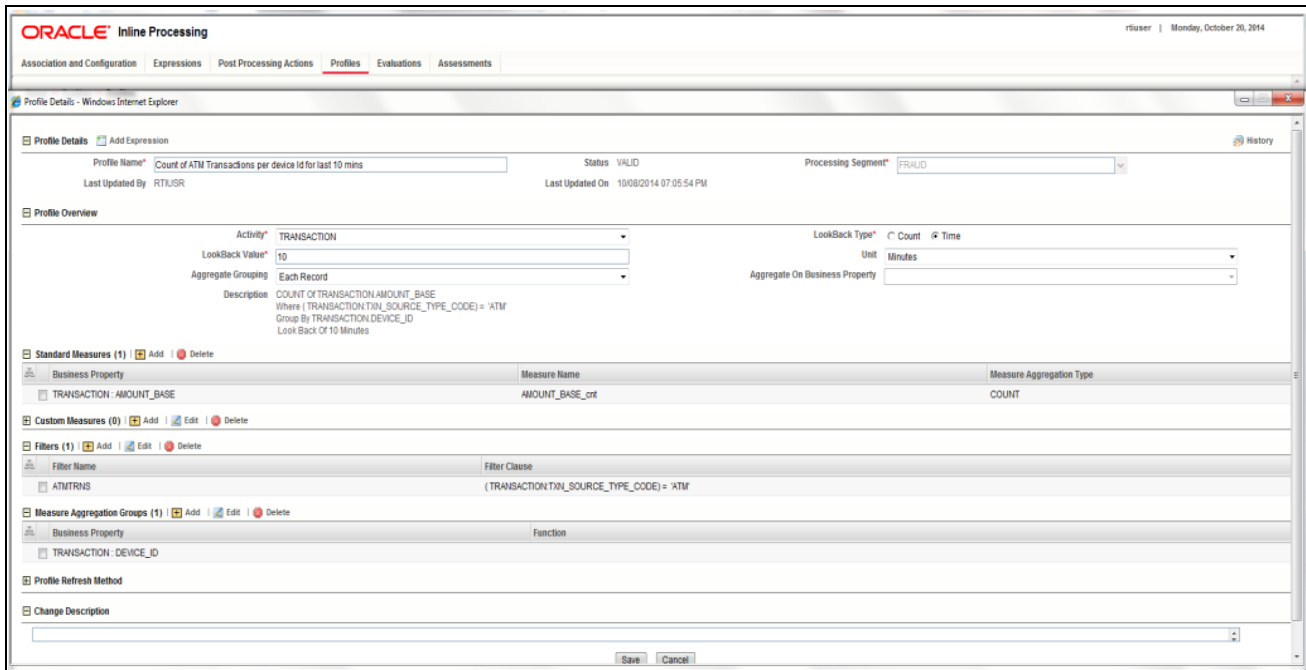 ORACLE® Inline Processing
rtiuser | Monday, October 20, 2014
Association and Configuration Expressions Post Processing Actions Profiles Evaluations Assessments
Profile Details - Windows Internet Explorer
Profile Details Add Expression History
Profile Name* Count of ATM Transactions per device Id for last 10 mins Status VALID Processing Segment* FRAUD
Last Updated By RTIUSR Last Updated On 10/08/2014 07:05:54 PM
Profile Overview
Activity* TRANSACTION LookBack Type* Count Time
LookBack Value* 10 Unit Minutes
Aggregate Grouping Each Record Aggregate On Business Property
Description COUNT Of TRANSACTION.AMOUNT_BASE
Where ( TRANSACTION:TXN_SOURCE_TYPE_CODE) = 'ATM'
Group By TRANSACTION.DEVICE_ID
Look Back Of 10 Minutes
Standard Measures (1) | Add | Delete
Business Property Measure Name Measure Aggregation Type
TRANSACTION : AMOUNT_BASE AMOUNT_BASE_cnt COUNT
Custom Measures (0) | Add | Edit | Delete
Filters (1) | Add | Edit | Delete
Filter Name Filter Clause
ATMTRNS ( TRANSACTION:TXN_SOURCE_TYPE_CODE) = 'ATM'
Measure Aggregation Groups (1) | Add | Edit | Delete
Business Property Function
TRANSACTION : DEVICE_ID
Profile Refresh Method
Change Description
Save Cancel